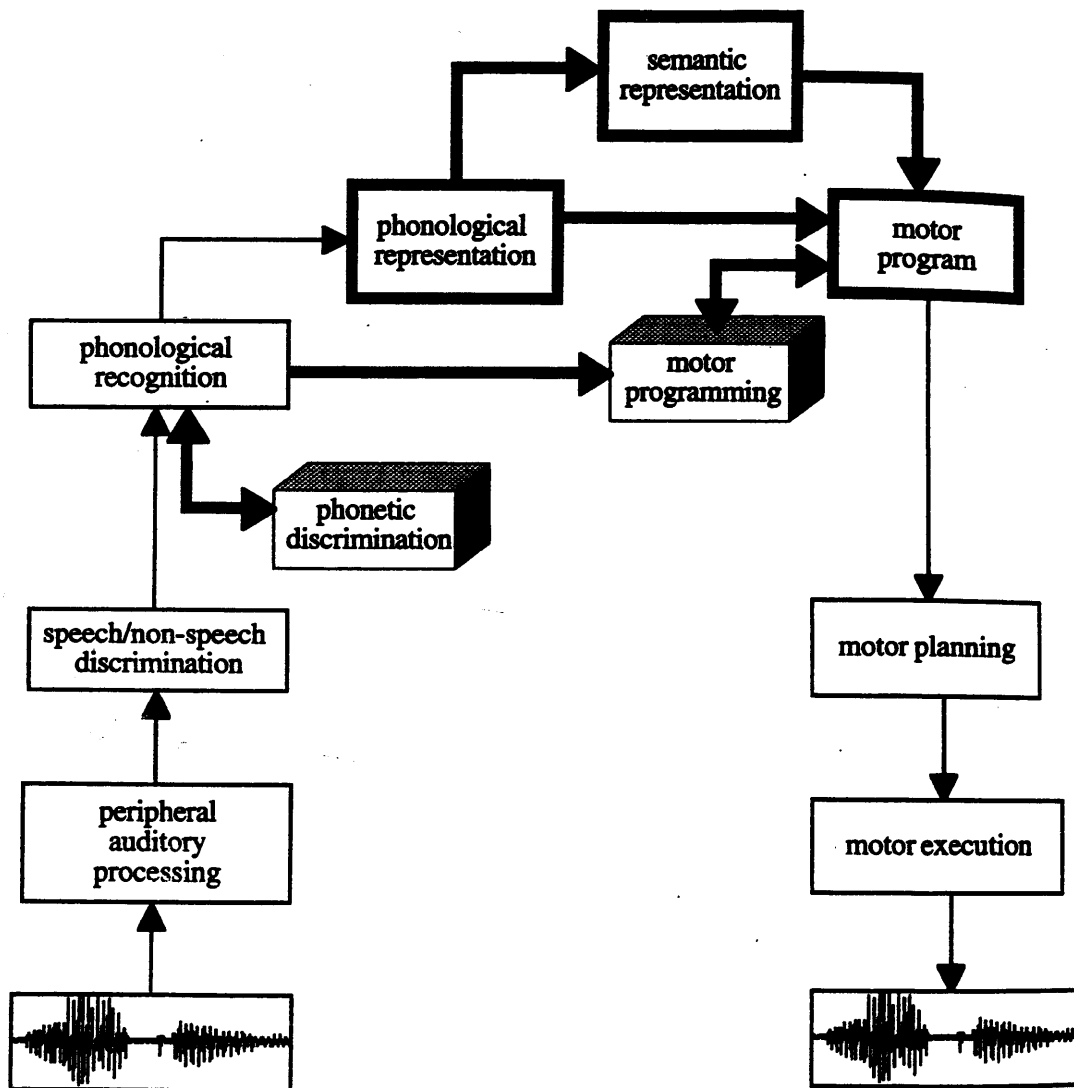 semantic
representation
phonological
representation
motor
program
phonological
recognition
motor
programming
phonetic
discrimination
speech/non-speech
discrimination
motor planning
peripheral
auditory
processing
motor execution